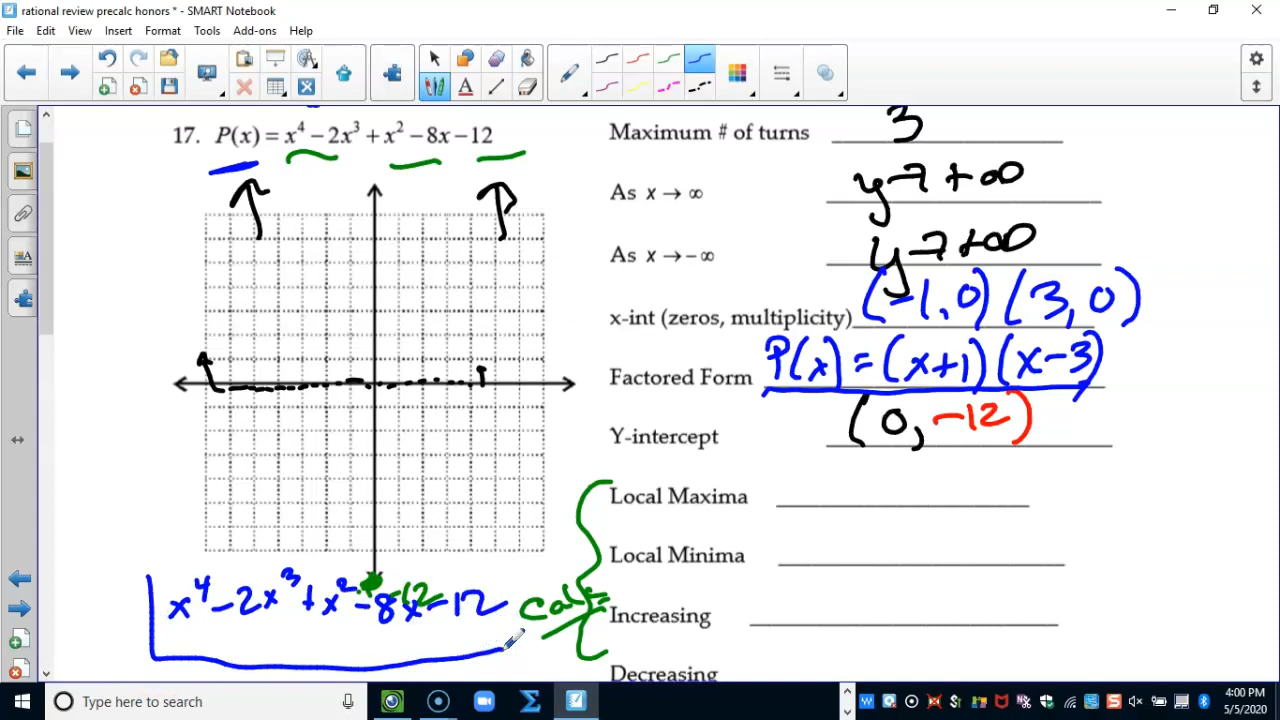 rational review precalc honors * - SMART Notebook
File Edit View Insert Format Tools Add-ons Help
17. P(x) = x⁴ – 2x³ + x² – 8x – 12
Maximum # of turns 3
As x → ∞ y → +∞
As x → – ∞ y → +∞
x-int (zeros, multiplicity) (-1, 0) (3, 0)
Factored Form P(x) = (x+1)(x-3)
Y-intercept (0, -12)
Local Maxima
Local Minima
-12
x⁴ - 2x³ + x² - 8x - 12
calc
Increasing
Decreasing
Type here to search
4:00 PM
5/5/2020